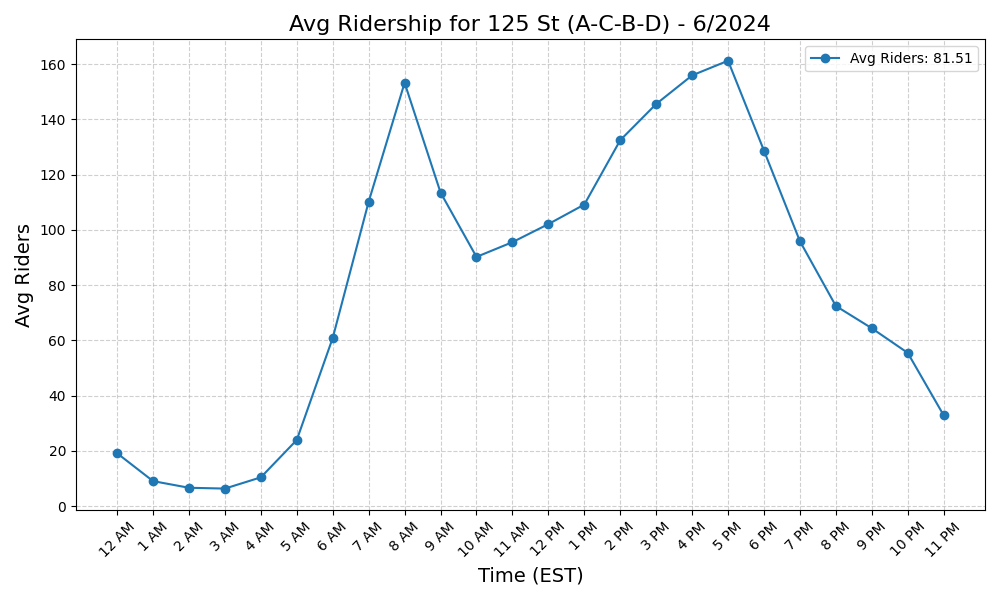 Avg Ridership for 125 St (A-C-B-D) - 6/2024
Avg Riders: 81.51
Avg Riders
160
140
120
100
80
60
40
20
0
12 AM
1 AM
2 AM
3 AM
4 AM
5 AM
6 AM
7 AM
8 AM
9 AM
10 AM
11 AM
12 PM
1 PM
2 PM
3 PM
4 PM
5 PM
6 PM
7 PM
8 PM
9 PM
10 PM
11 PM
Time (EST)